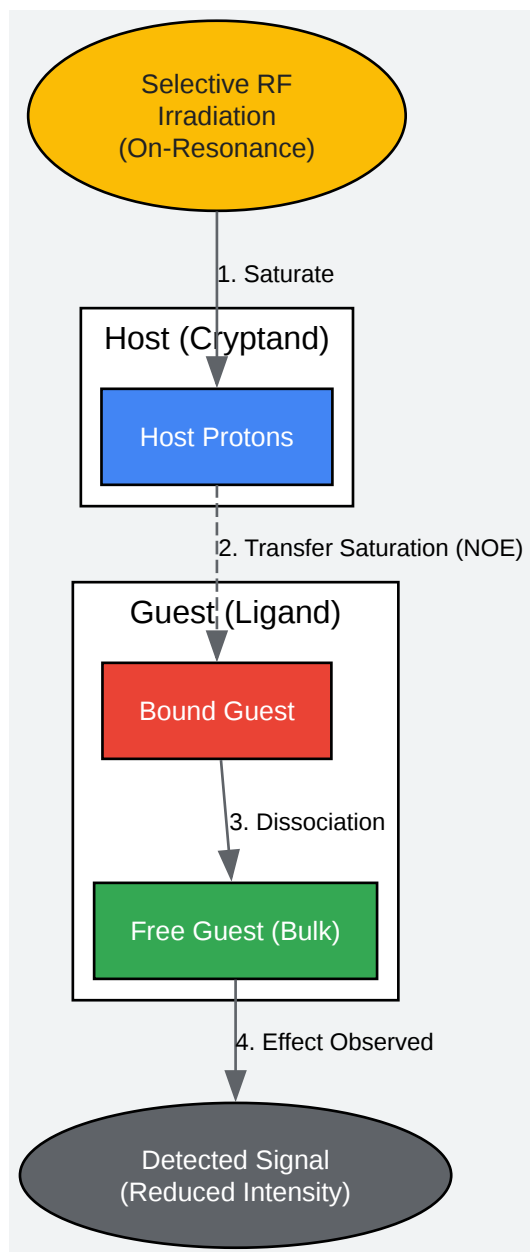 Selective RF
Irradiation
(On-Resonance)
1. Saturate
Host (Cryptand)
Host Protons
2. Transfer Saturation (NOE)
Guest (Ligand)
Bound Guest
3. Dissociation
Free Guest (Bulk)
4. Effect Observed
Detected Signal
(Reduced Intensity)